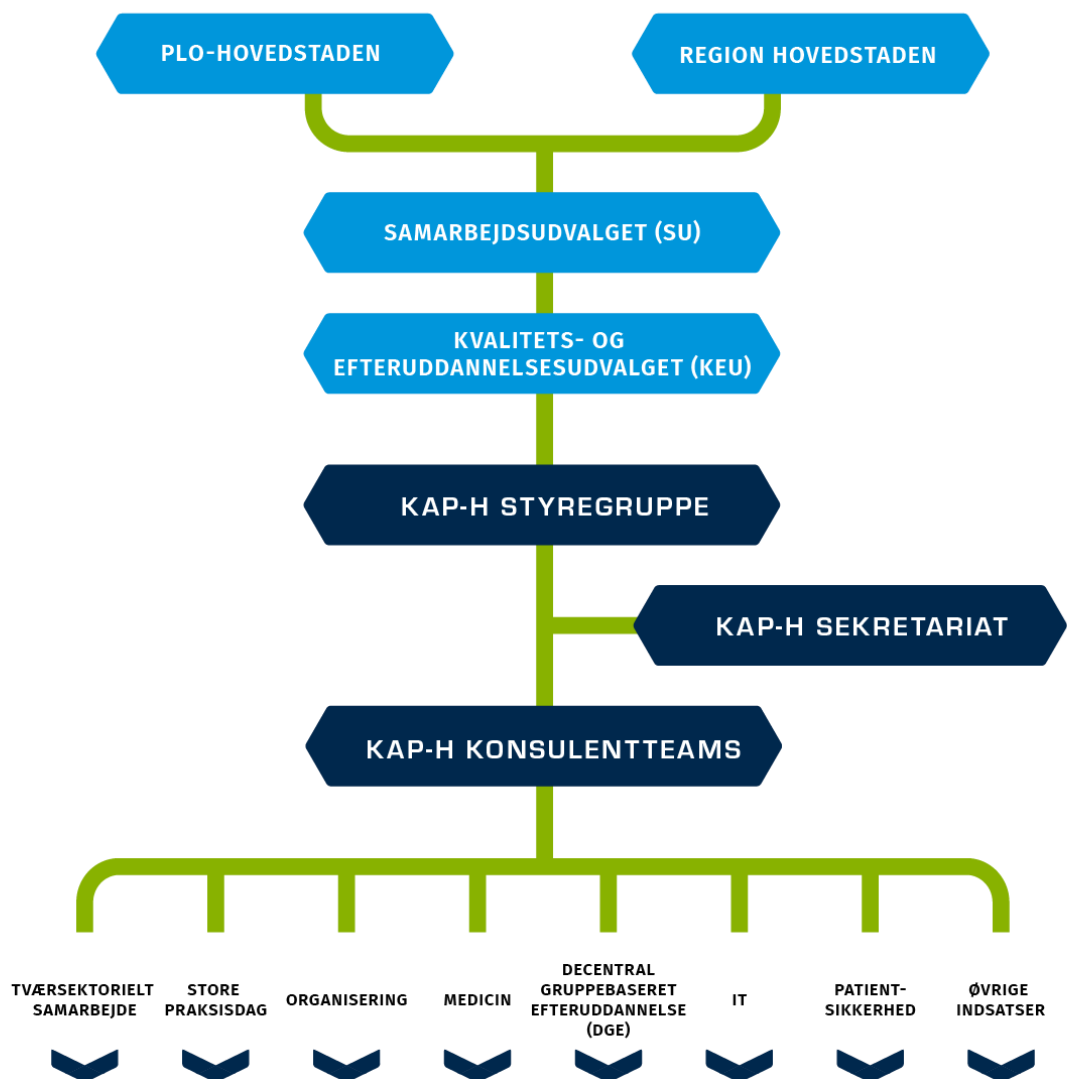 PLO-HOVEDSTADEN
REGION HOVEDSTADEN
SAMARBEJDSUDVALGET (SU)
KVALITETS- OG
EFTERUDDANNELSESUDVALGET (KEU)
KAP-H STYREGRUPPE
KAP-H SEKRETARIAT
KAP-H KONSULENTTEAMS
TVÆRSEKTORIELT
SAMARBEJDE
STORE
PRAKSISDAG
ORGANISERING
MEDICIN
DECENTRAL
GRUPPEBASERET
EFTERUDDANNELSE
(DGE)
IT
PATIENT-
SIKKERHED
ØVRIGE
INDSATSER